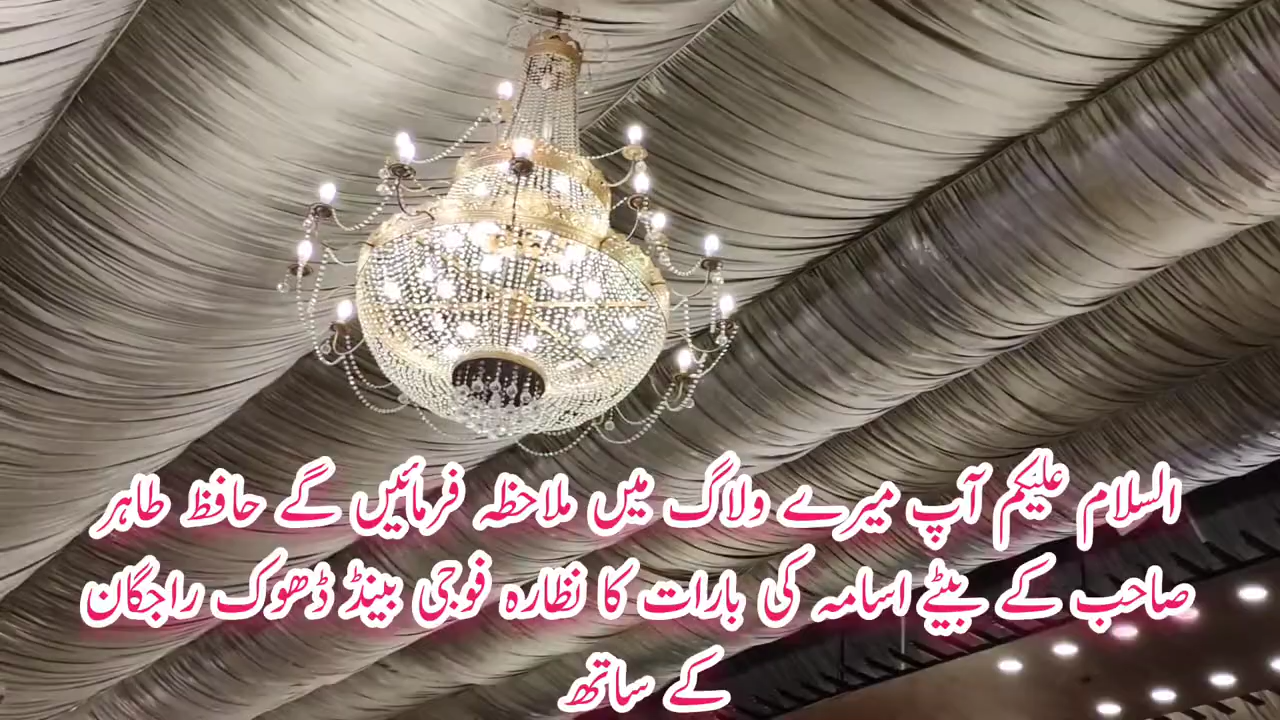 السلام علیکم آپ میرے ولاگ میں ملاحظہ فرمائیں گے حافظ طاہر
صاحب کے بیٹے اسامہ کی بارات کا نظارہ فوجی بینڈ ڈھوک راجگان
کے ساتھ